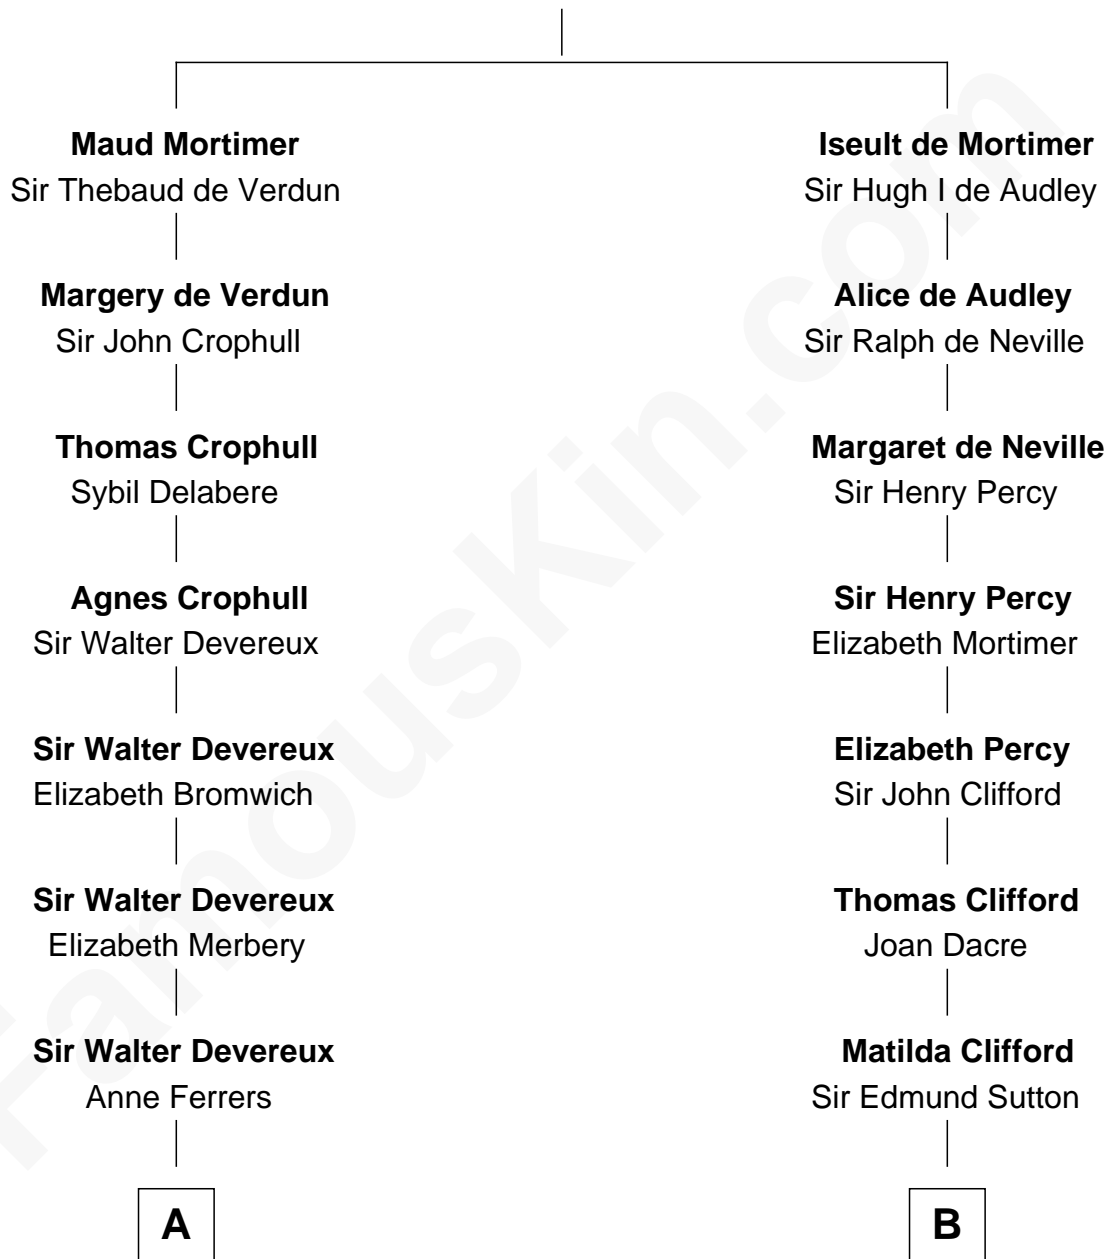 Maud Mortimer
Sir Thebaud de Verdun
Iseult de Mortimer
Sir Hugh I de Audley
Margery de Verdun
Sir John Crophull
Alice de Audley
Sir Ralph de Neville
Thomas Crophull
Sybil Delabere
Margaret de Neville
Sir Henry Percy
Agnes Crophull
Sir Walter Devereux
Sir Henry Percy
Elizabeth Mortimer
Sir Walter Devereux
Elizabeth Bromwich
Elizabeth Percy
Sir John Clifford
Sir Walter Devereux
Elizabeth Merbery
Thomas Clifford
Joan Dacre
Sir Walter Devereux
Anne Ferrers
Matilda Clifford
Sir Edmund Sutton
A
B
FamousKin.com